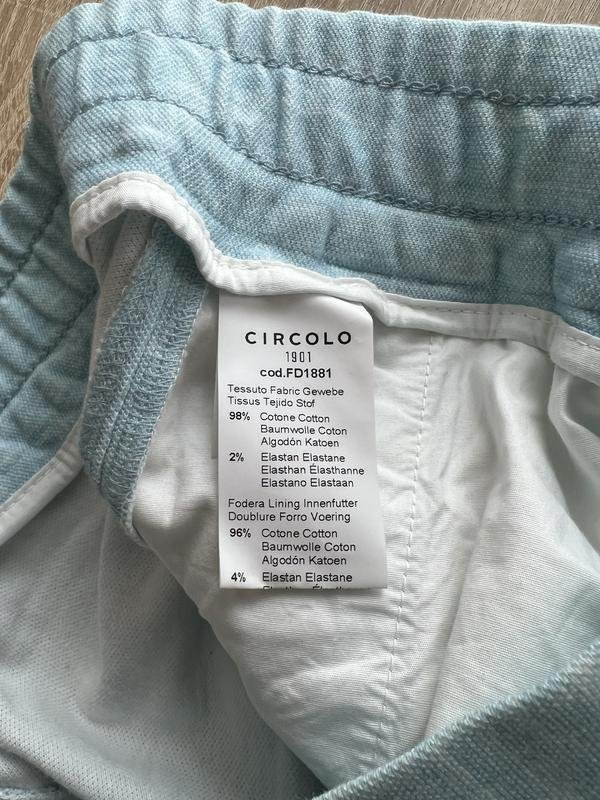 CIRCOLO
1901
cod.FD1881
Tessuto Fabric Gewebe
Tissus Tejido Stof
98% Cotone Cotton
Baumwolle Coton
Algodón Katoen
2% Elastan Elastane
Elasthan Élasthanne
Elastano Elastaan
Fodera Lining Innenfutter
Doublure Forro Voering
96% Cotone Cotton
Baumwolle Coton
Algodón Katoen
4% Elastan Elastane